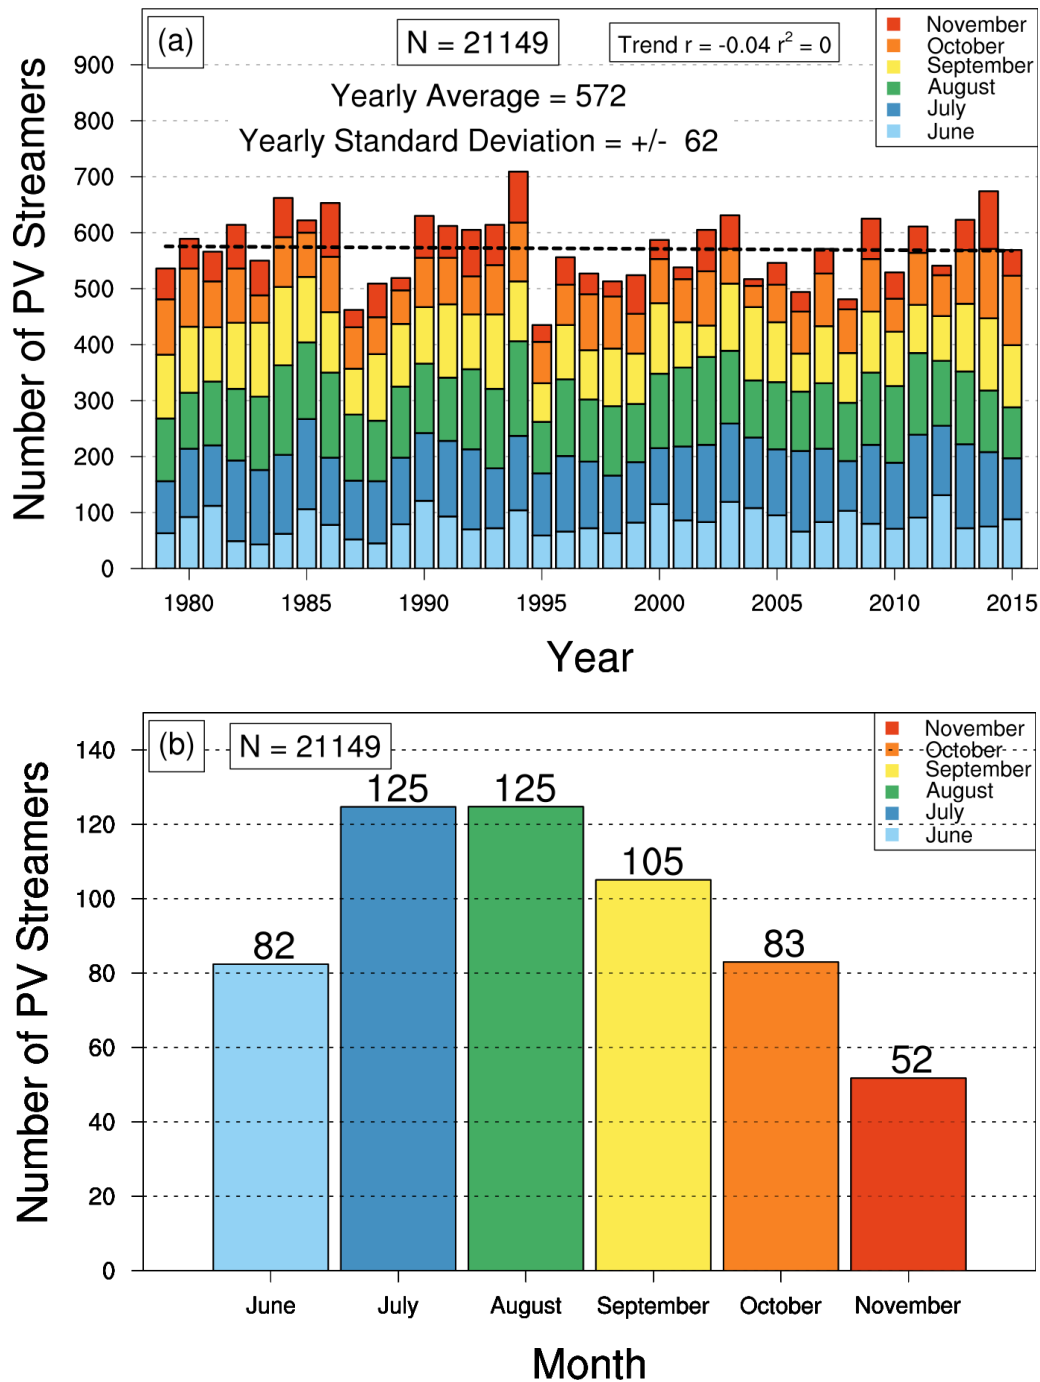 (a)
N = 21149
Trend r = -0.04 r² = 0
Yearly Average = 572
Yearly Standard Deviation = +/- 62
November
October
September
August
July
June
Number of PV Streamers
900
800
700
600
500
400
300
200
100
0
1980 1985 1990 1995 2000 2005 2010 2015
Year
(b)
N = 21149
November
October
September
August
July
June
Number of PV Streamers
140
120
100
80
60
40
20
0
82 125 125 105 83 52
June July August September October November
Month